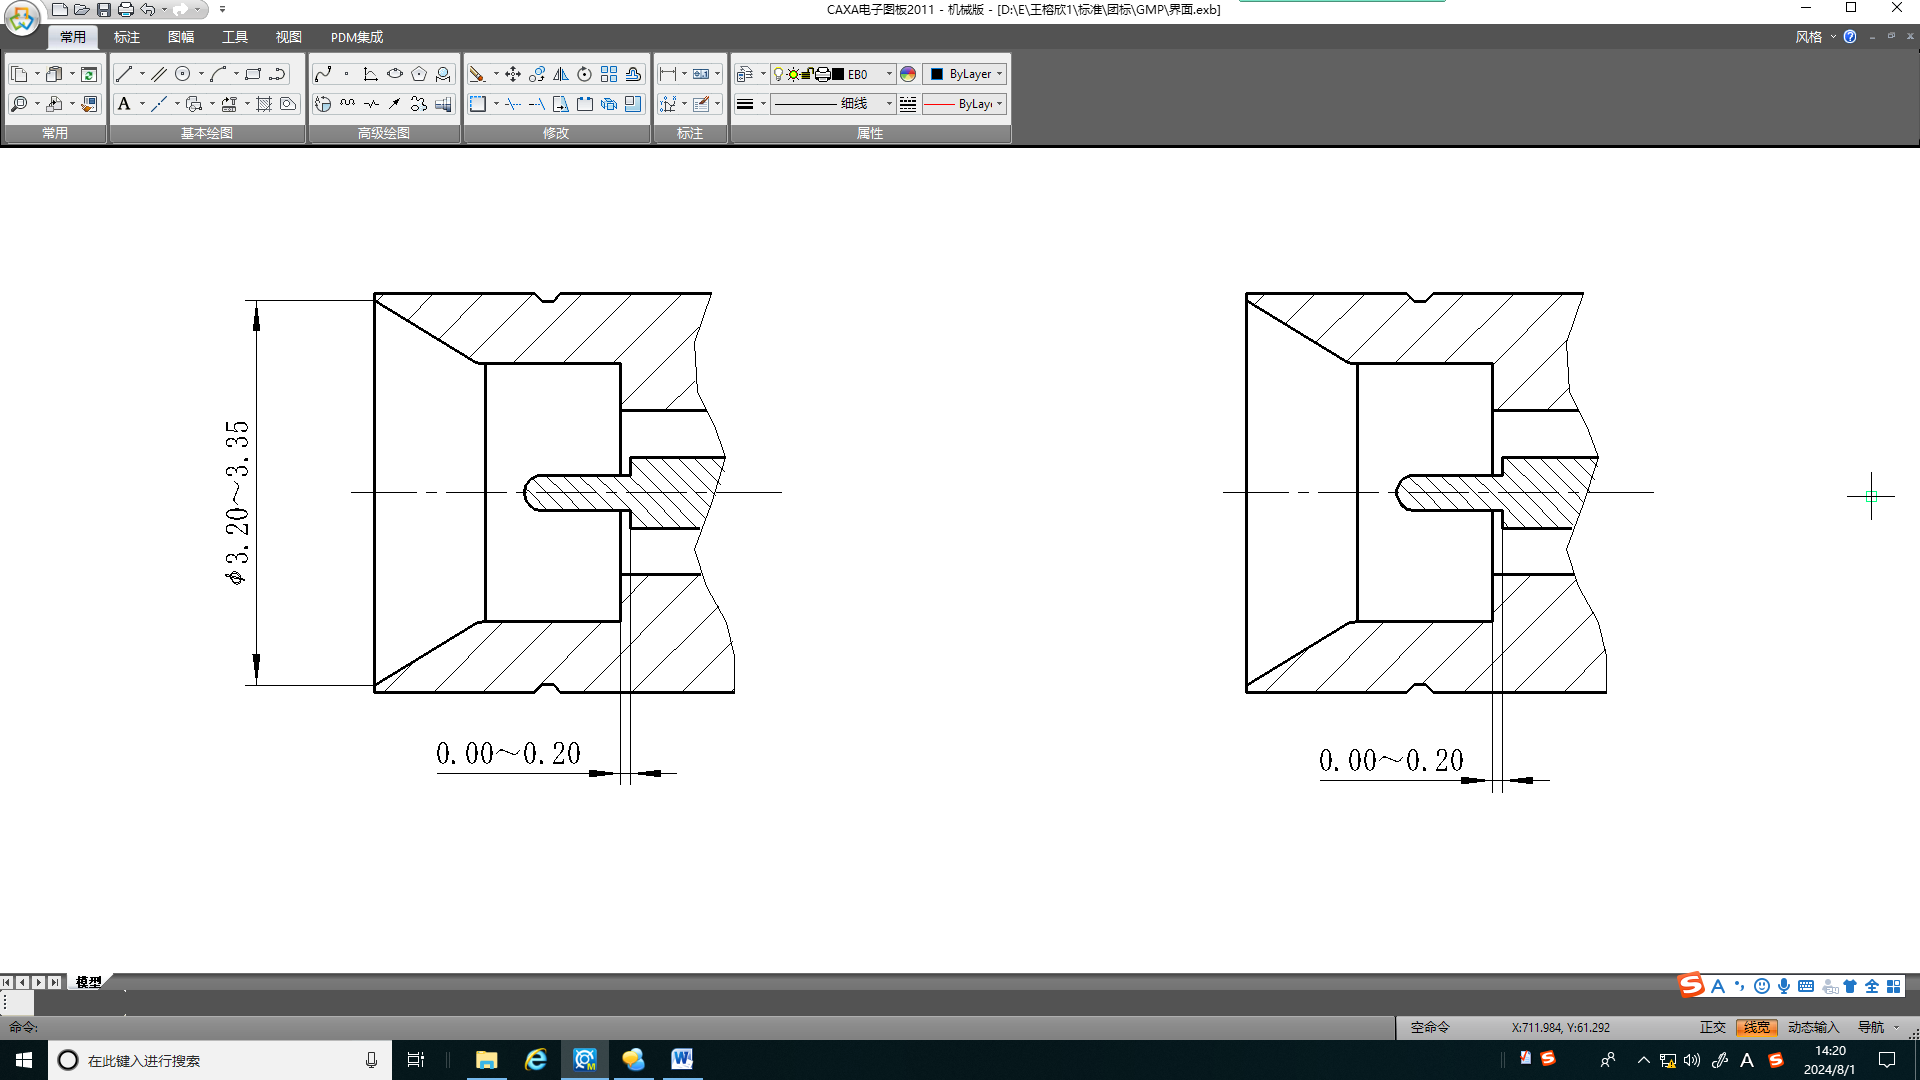 CAXA电子图板2011 - 机械版 - [D:\E\王榕欣1\标准\团标\GMP\界面.exb]
常用 标注 图幅 工具 视图 PDM集成 风格
EB0 ByLayer
A 细线 ByLay
常用 基本绘图 高级绘图 修改 标注 属性
ϕ3.20～3.35
0.00～0.20
0.00～0.20
模型
A 全
命令: 空命令 X:711.984, Y:61.292 正交 线宽 动态输入 导航
在此键入进行搜索 A 14:20
2024/8/1